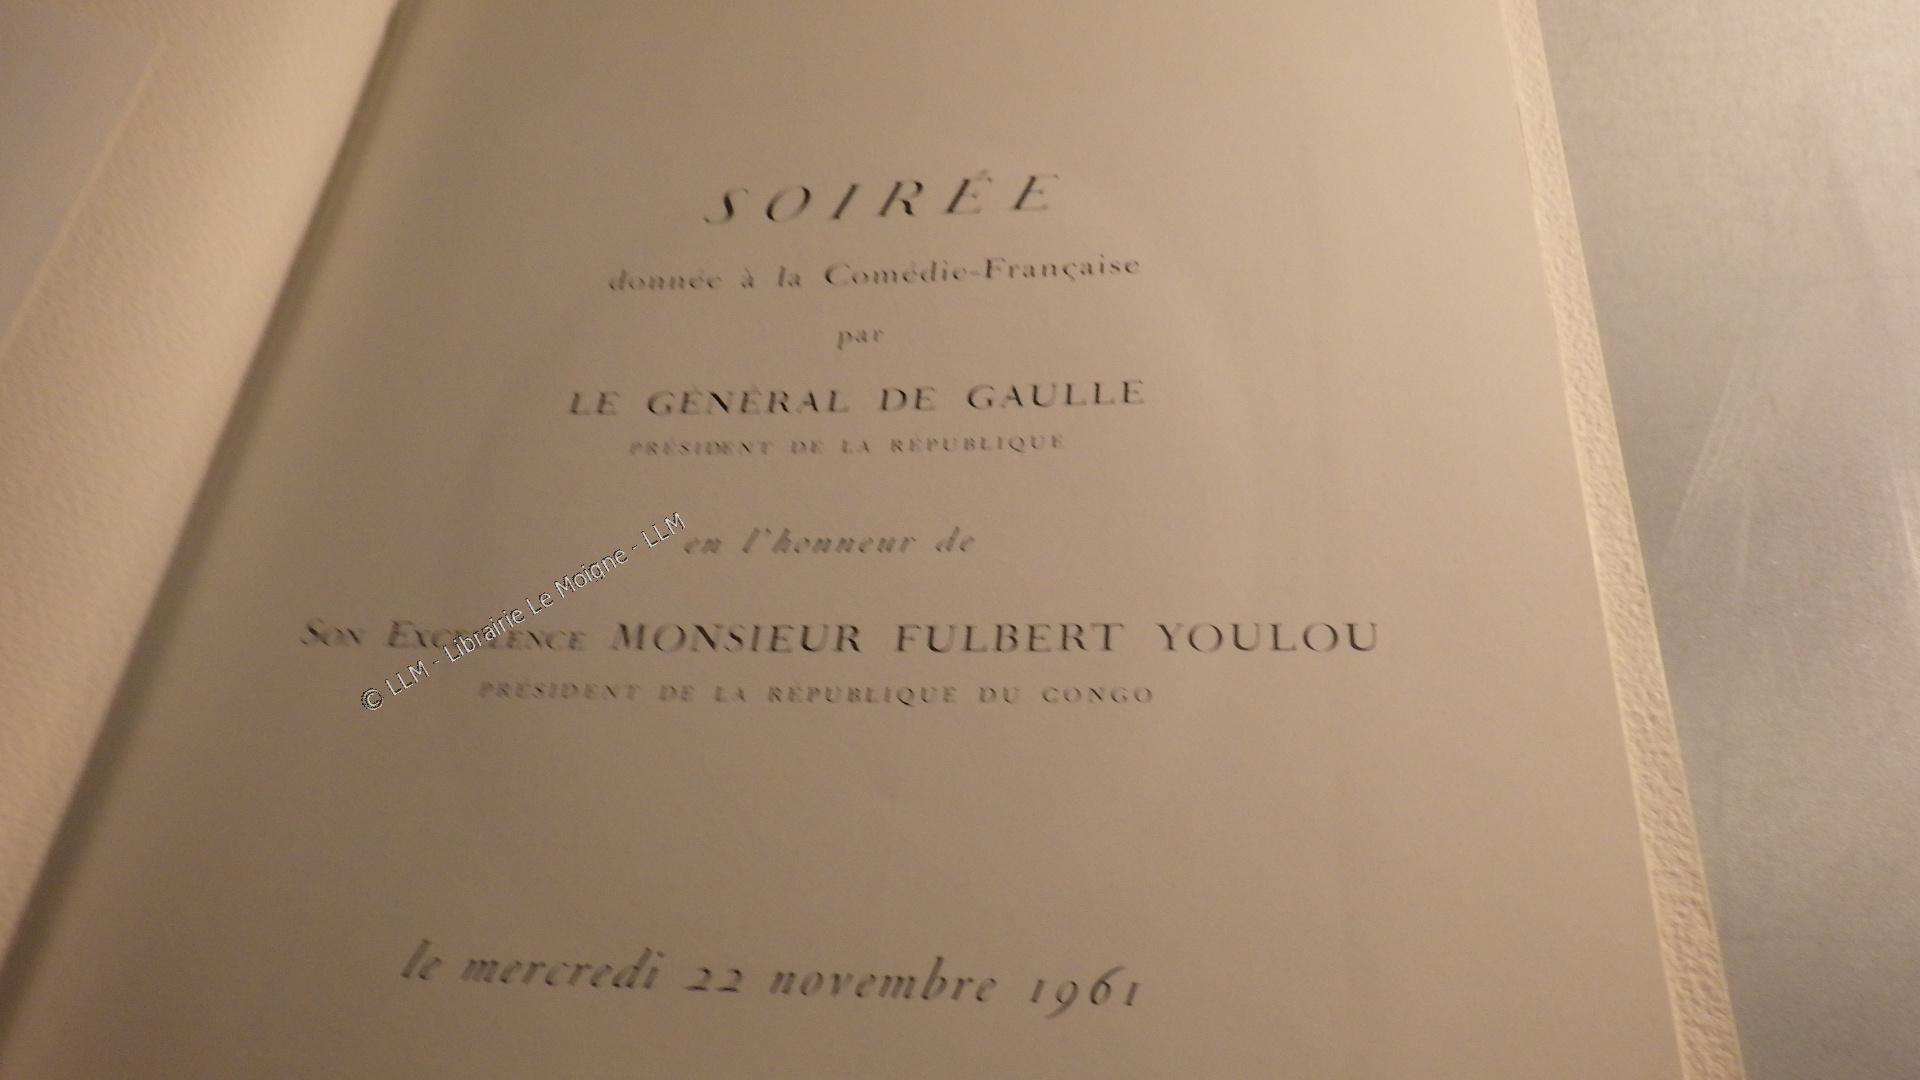 SOIRÉE
donnée à la Comédie-Française
par
LE GÉNÉRAL DE GAULLE
PRÉSIDENT DE LA RÉPUBLIQUE
en l'honneur de
SON EXCELLENCE MONSIEUR FULBERT YOULOU
PRÉSIDENT DE LA RÉPUBLIQUE DU CONGO
le mercredi 22 novembre 1961
© LLM - Librairie Le Moigne - LLM